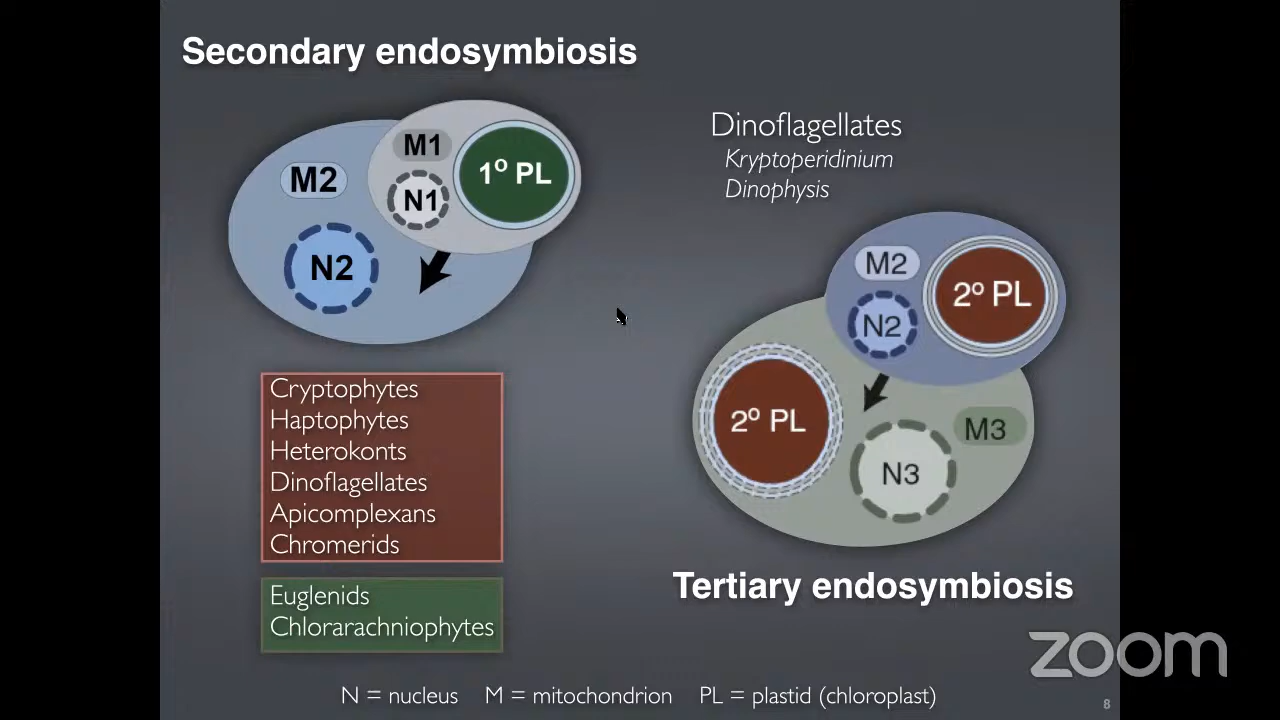 Secondary endosymbiosis
M1
1º PL
M2
N1
N2
Dinoflagellates
Kryptoperidinium
Dinophysis
M2
2º PL
N2
2º PL
M3
N3
Cryptophytes
Haptophytes
Heterokonts
Dinoflagellates
Apicomplexans
Chromerids
Euglenids
Chlorarachniophytes
Tertiary endosymbiosis
zoom
N = nucleus M = mitochondrion PL = plastid (chloroplast)
8